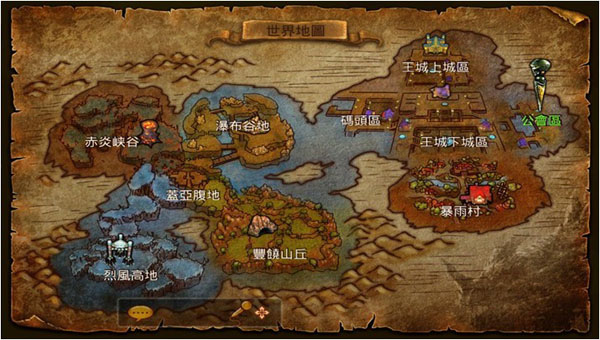 世界地圖
王城上城區
碼頭區
公會區
瀑布谷地
赤炎峽谷
王城下城區
蓋亞腹地
暴雨村
豐饒山丘
烈風高地